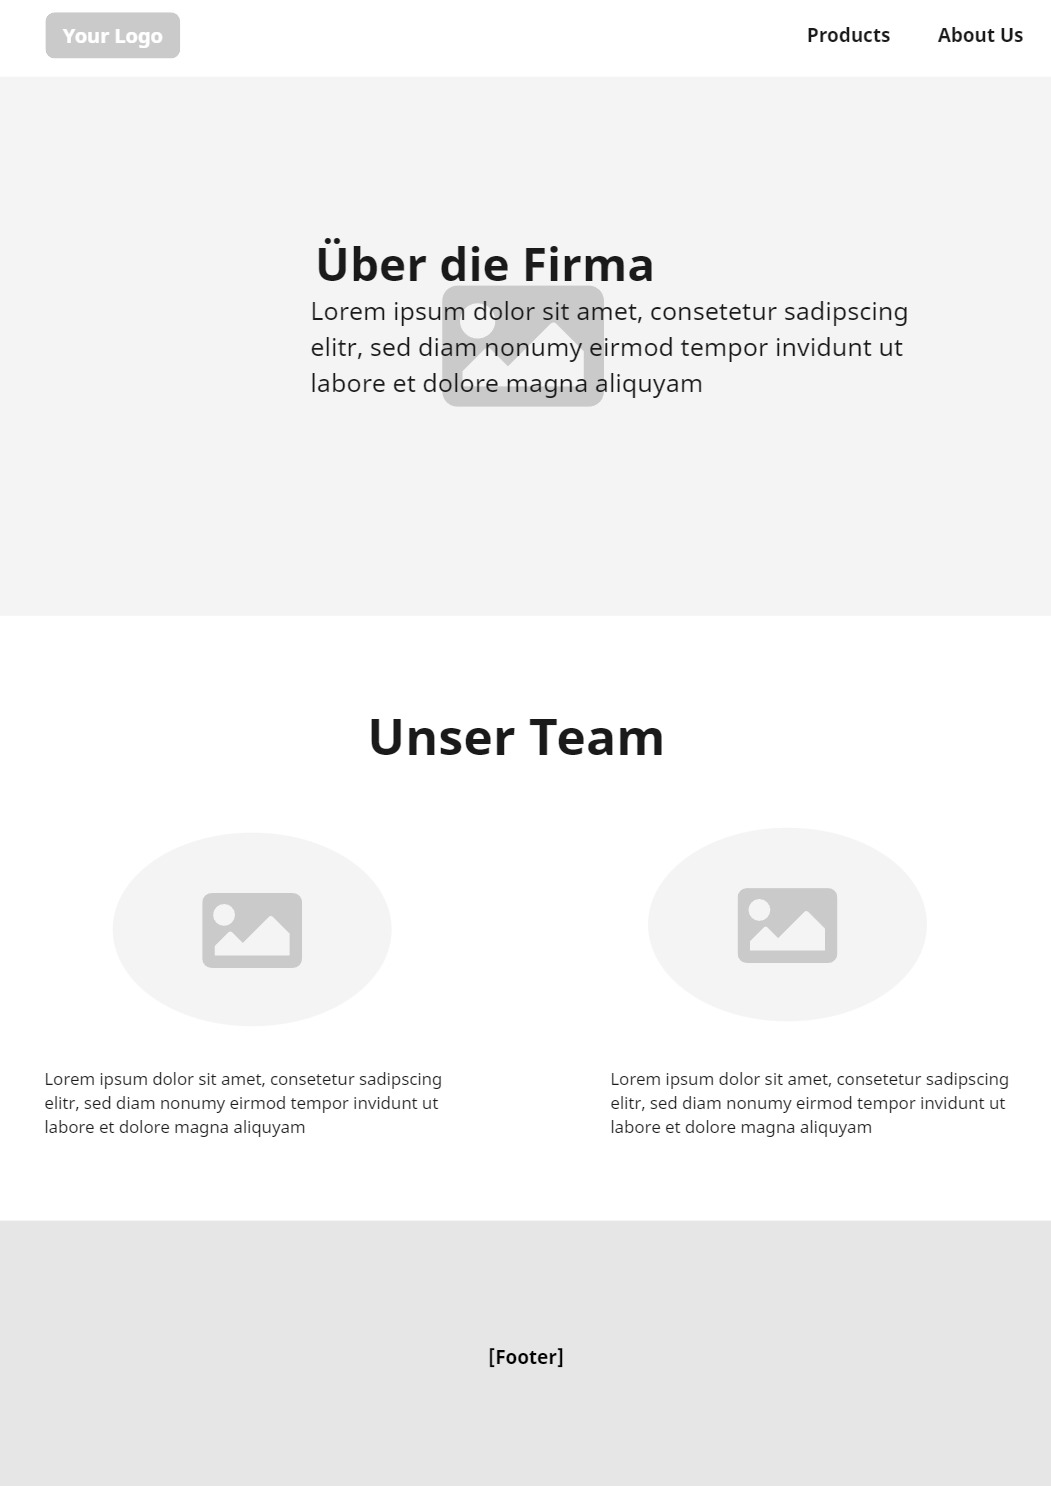 Your Logo
Products
About Us
Über die Firma
Lorem ipsum dolor sit amet, consetetur sadipscing
elitr, sed diam nonumy eirmod tempor invidunt ut
labore et dolore magna aliquyam
Unser Team
Lorem ipsum dolor sit amet, consetetur sadipscing
elitr, sed diam nonumy eirmod tempor invidunt ut
labore et dolore magna aliquyam
Lorem ipsum dolor sit amet, consetetur sadipscing
elitr, sed diam nonumy eirmod tempor invidunt ut
labore et dolore magna aliquyam
[Footer]